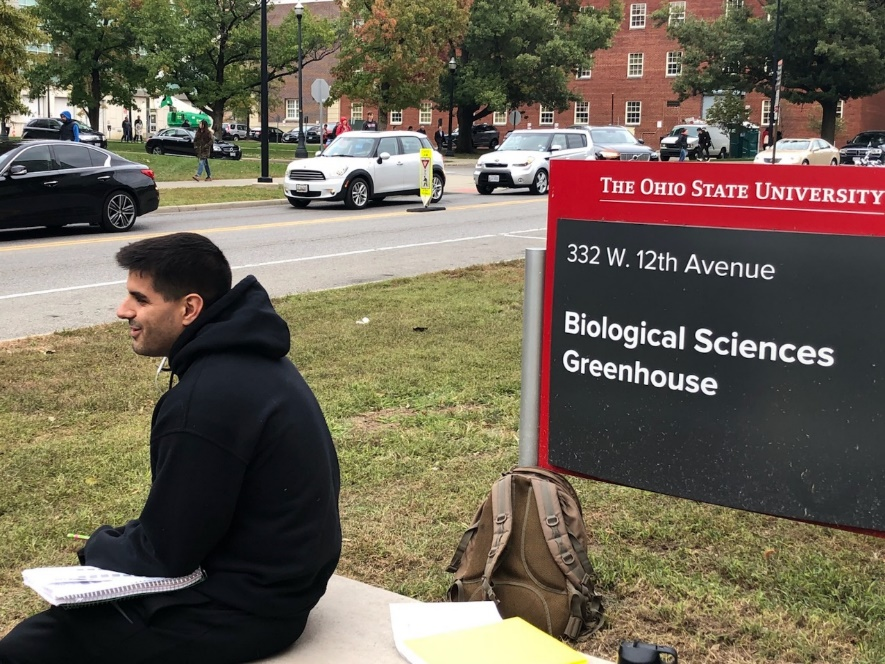 THE OHIO STATE UNIVERSITY
332 W. 12th Avenue
Biological Sciences
Greenhouse